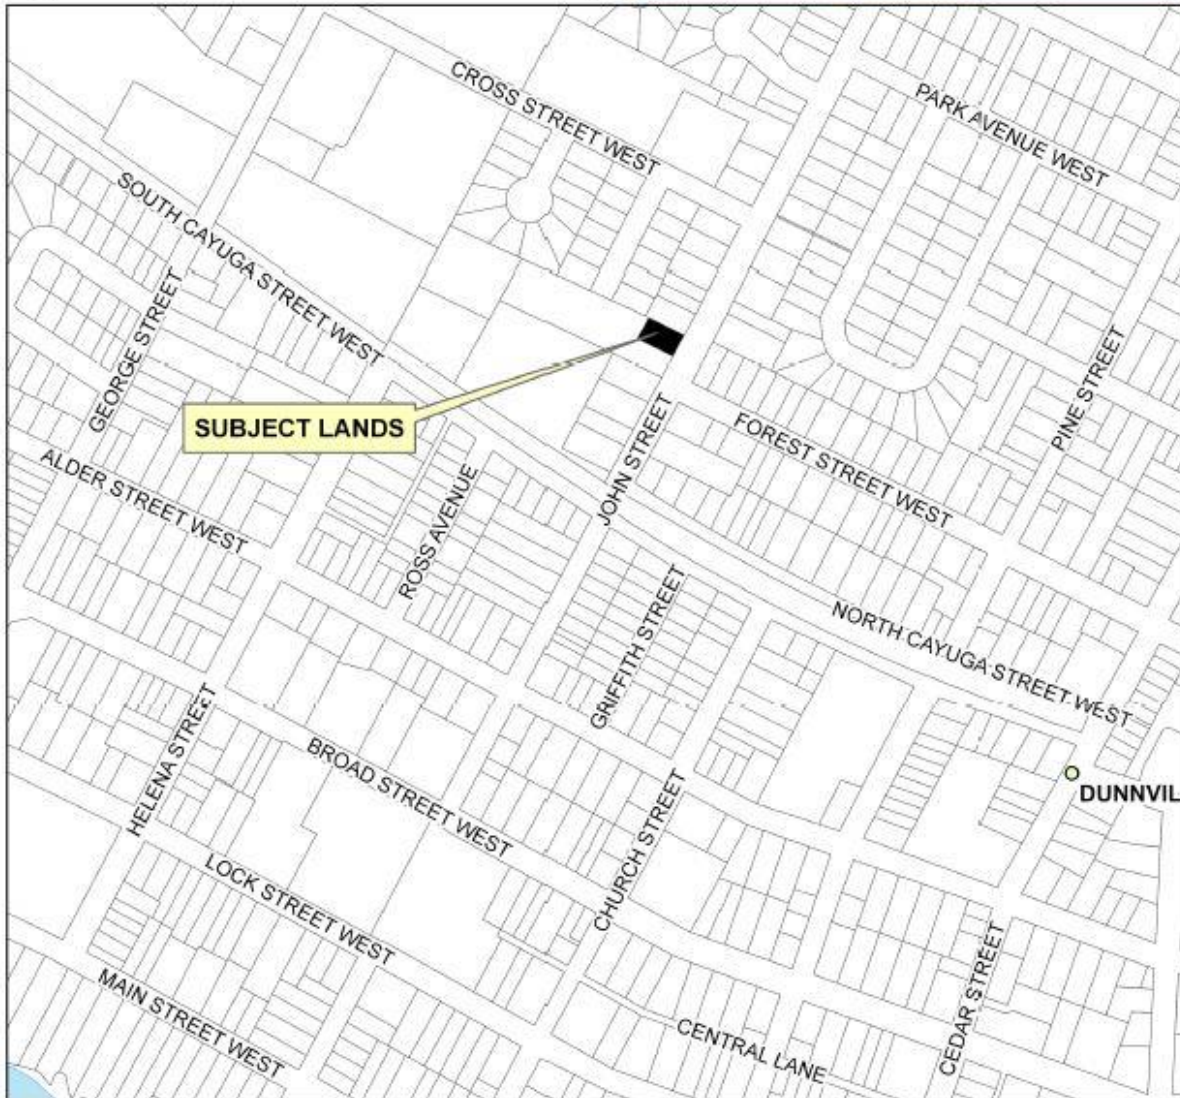 CROSS STREET WEST
PARK AVENUE WEST
SOUTH CAYUGA STREET WEST
GEORGE STREET
PINE STREET
SUBJECT LANDS
JOHN STREET
FOREST STREET WEST
ALDER STREET WEST
ROSS AVENUE
GRIFFITH STREET
NORTH CAYUGA STREET WEST
HELENA STREET
BROAD STREET WEST
DUNNVIL
CHURCH STREET
LOCK STREET WEST
CEDAR STREET
MAIN STREET WEST
CENTRAL LANE